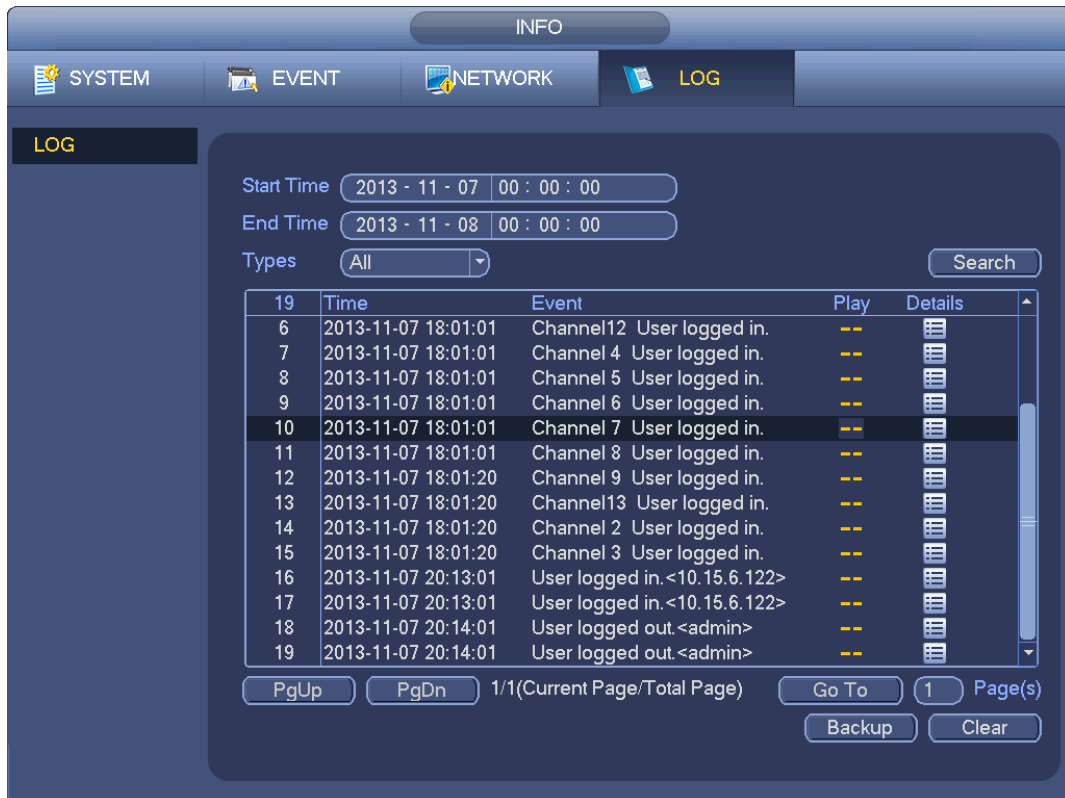 INFO
SYSTEM EVENT NETWORK LOG
LOG
Start Time 2013 - 11 - 07 00 : 00 : 00
End Time 2013 - 11 - 08 00 : 00 : 00
Types All Search
19 Time Event Play Details
6 2013-11-07 18:01:01 Channel12 User logged in. --
7 2013-11-07 18:01:01 Channel 4 User logged in. --
8 2013-11-07 18:01:01 Channel 5 User logged in. --
9 2013-11-07 18:01:01 Channel 6 User logged in. --
10 2013-11-07 18:01:01 Channel 7 User logged in. --
11 2013-11-07 18:01:01 Channel 8 User logged in. --
12 2013-11-07 18:01:20 Channel 9 User logged in. --
13 2013-11-07 18:01:20 Channel13 User logged in. --
14 2013-11-07 18:01:20 Channel 2 User logged in. --
15 2013-11-07 18:01:20 Channel 3 User logged in. --
16 2013-11-07 20:13:01 User logged in.<10.15.6.122> --
17 2013-11-07 20:13:01 User logged in.<10.15.6.122> --
18 2013-11-07 20:14:01 User logged out.<admin> --
19 2013-11-07 20:14:01 User logged out.<admin> --
PgUp PgDn 1/1(Current Page/Total Page) Go To 1 Page(s)
Backup Clear